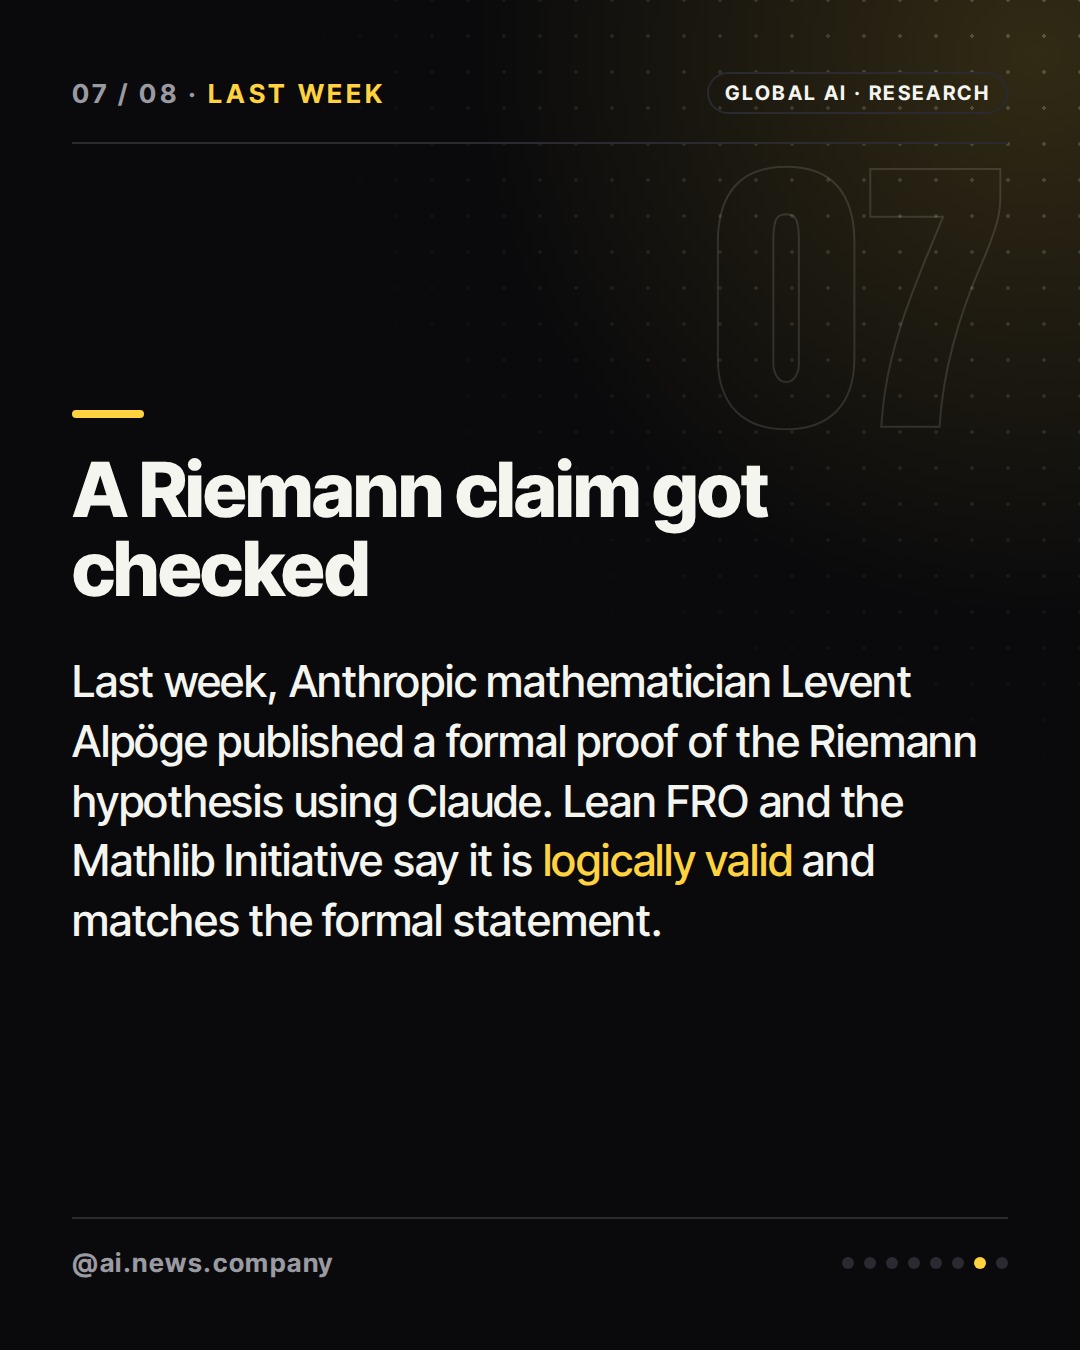 07 / 08 · LAST WEEK
GLOBAL AI · RESEARCH
07
A Riemann claim got
checked
Last week, Anthropic mathematician Levent
Alpöge published a formal proof of the Riemann
hypothesis using Claude. Lean FRO and the
Mathlib Initiative say it is logically valid and
matches the formal statement.
@ai.news.company